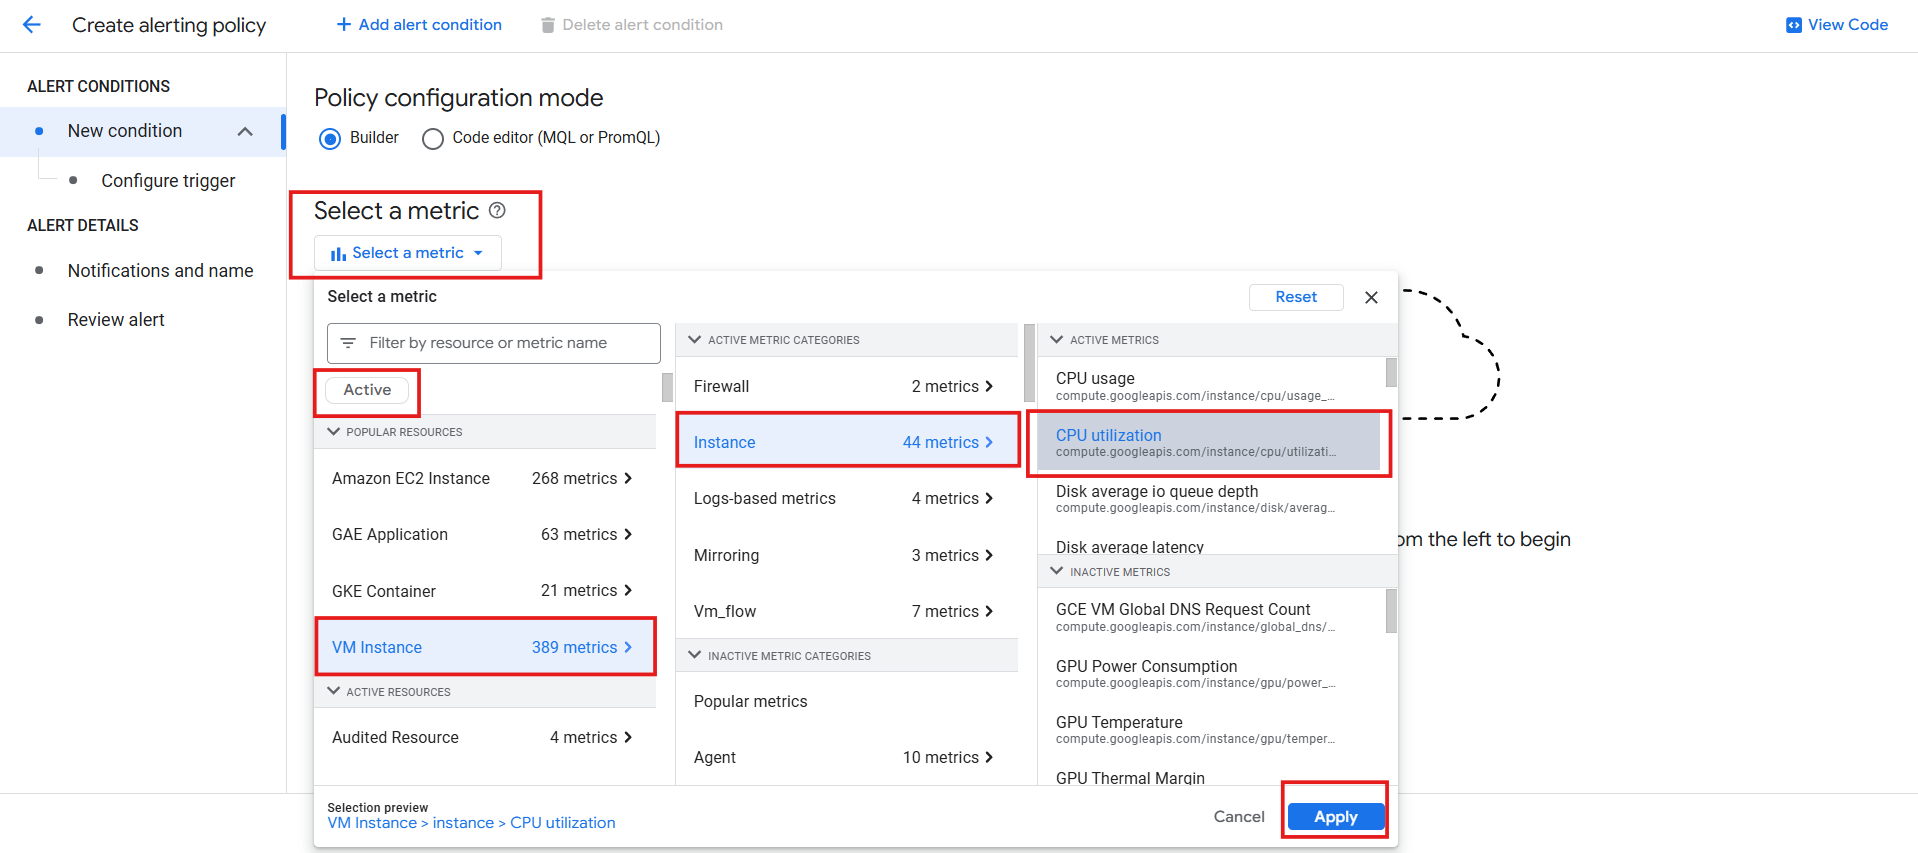 Create alerting policy
Add alert condition
Delete alert condition
View Code
ALERT CONDITIONS
New condition
Configure trigger
ALERT DETAILS
Notifications and name
Review alert
Policy configuration mode
Builder
Code editor (MQL or PromQL)
Select a metric
Select a metric
Select a metric
Reset
Filter by resource or metric name
Active
POPULAR RESOURCES
Amazon EC2 Instance 268 metrics
GAE Application 63 metrics
GKE Container 21 metrics
VM Instance 389 metrics
ACTIVE RESOURCES
Audited Resource 4 metrics
ACTIVE METRIC CATEGORIES
Firewall 2 metrics
Instance 44 metrics
Logs-based metrics 4 metrics
Mirroring 3 metrics
Vm_flow 7 metrics
INACTIVE METRIC CATEGORIES
Popular metrics
Agent 10 metrics
ACTIVE METRICS
CPU usage
compute.googleapis.com/instance/cpu/usage_...
CPU utilization
compute.googleapis.com/instance/cpu/utilizati...
Disk average io queue depth
compute.googleapis.com/instance/disk/averag...
Disk average latency
INACTIVE METRICS
GCE VM Global DNS Request Count
compute.googleapis.com/instance/global_dns/...
GPU Power Consumption
compute.googleapis.com/instance/gpu/power_...
GPU Temperature
compute.googleapis.com/instance/gpu/temper...
GPU Thermal Margin
om the left to begin
Selection preview
VM Instance > instance > CPU utilization
Cancel
Apply